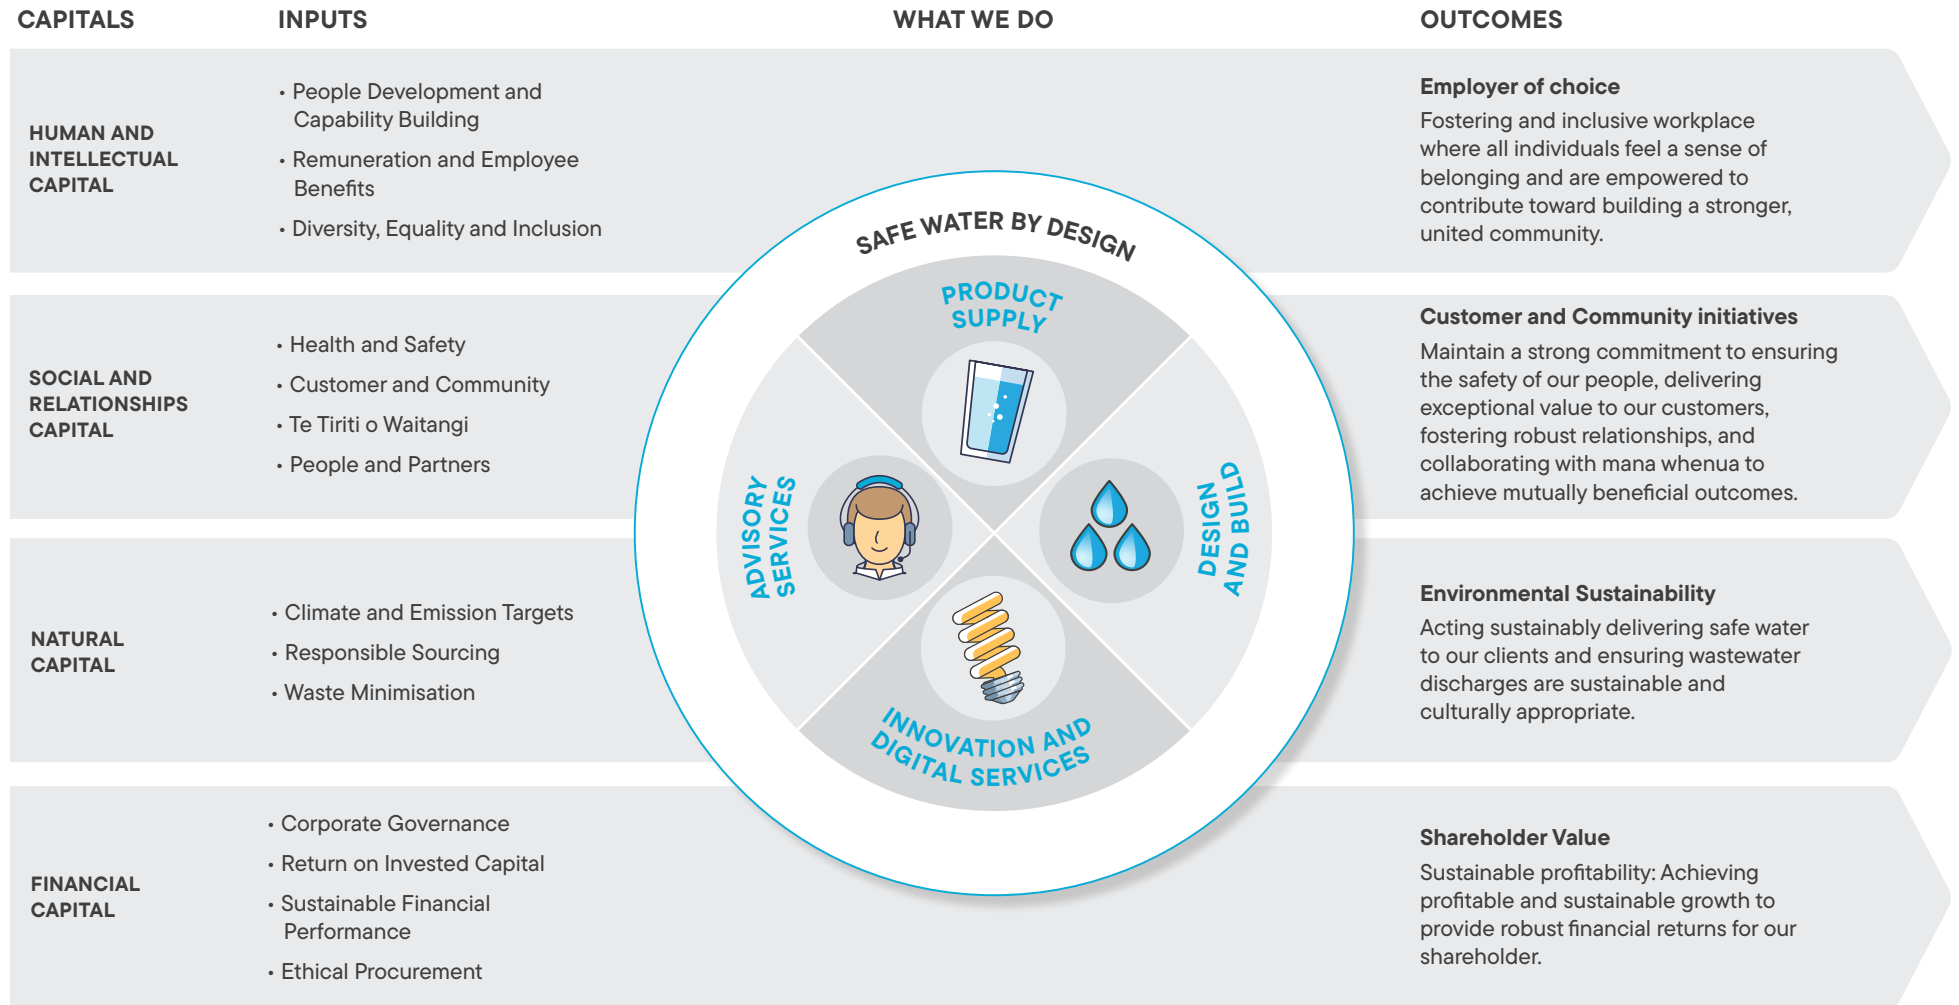 CAPITALS
INPUTS
WHAT WE DO
OUTCOMES
HUMAN AND
INTELLECTUAL
CAPITAL
• People Development and
Capability Building
• Remuneration and Employee
Benefits
• Diversity, Equality and Inclusion
Employer of choice
Fostering and inclusive workplace
where all individuals feel a sense of
belonging and are empowered to
contribute toward building a stronger,
united community.
SOCIAL AND
RELATIONSHIPS
CAPITAL
• Health and Safety
• Customer and Community
• Te Tiriti o Waitangi
• People and Partners
Customer and Community initiatives
Maintain a strong commitment to ensuring
the safety of our people, delivering
exceptional value to our customers,
fostering robust relationships, and
collaborating with mana whenua to
achieve mutually beneficial outcomes.
NATURAL
CAPITAL
• Climate and Emission Targets
• Responsible Sourcing
• Waste Minimisation
Environmental Sustainability
Acting sustainably delivering safe water
to our clients and ensuring wastewater
discharges are sustainable and
culturally appropriate.
FINANCIAL
CAPITAL
• Corporate Governance
• Return on Invested Capital
• Sustainable Financial
Performance
• Ethical Procurement
Shareholder Value
Sustainable profitability: Achieving
profitable and sustainable growth to
provide robust financial returns for our
shareholder.
SAFE WATER BY DESIGN
PRODUCT
SUPPLY
ADVISORY
SERVICES
DESIGN
AND BUILD
INNOVATION AND
DIGITAL SERVICES